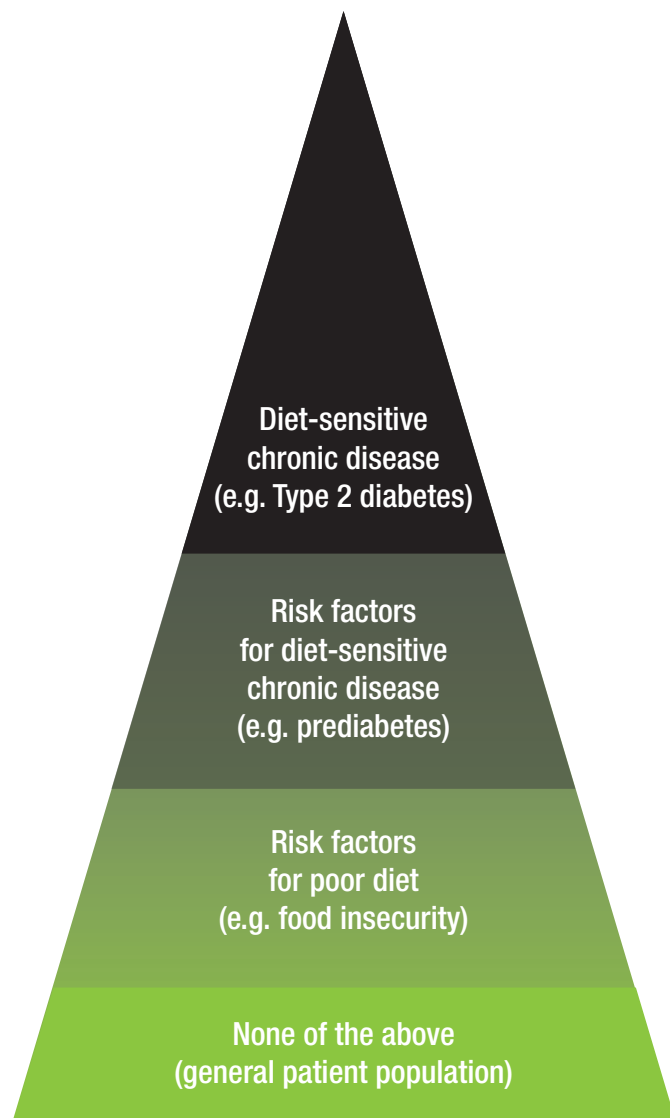 Diet-sensitive
chronic disease
(e.g. Type 2 diabetes)
Risk factors
for diet-sensitive
chronic disease
(e.g. prediabetes)
Risk factors
for poor diet
(e.g. food insecurity)
None of the above
(general patient population)